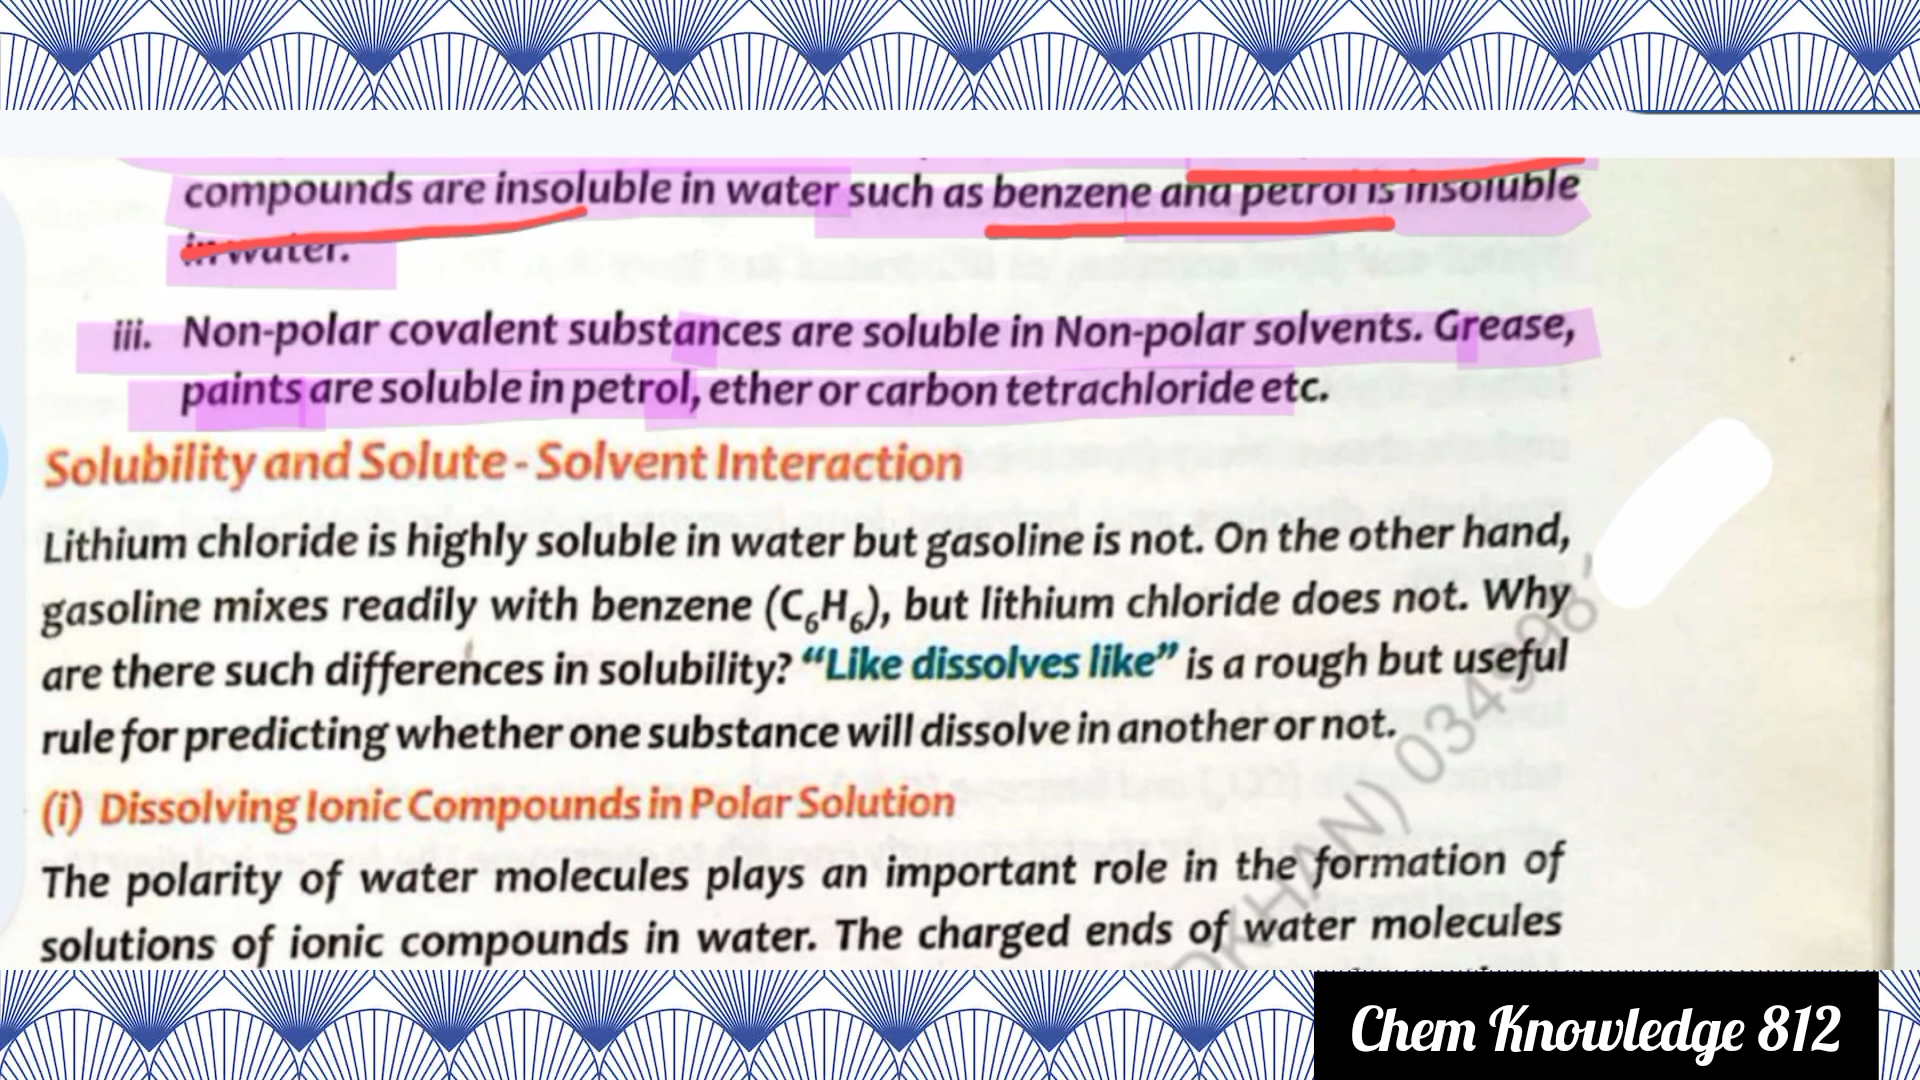 compounds are insoluble in water such as benzene and petrol is insoluble
in water.
iii. Non-polar covalent substances are soluble in Non-polar solvents. Grease,
paints are soluble in petrol, ether or carbon tetrachloride etc.
Solubility and Solute - Solvent Interaction
Lithium chloride is highly soluble in water but gasoline is not. On the other hand,
gasoline mixes readily with benzene (C₆H₆), but lithium chloride does not. Why
are there such differences in solubility? “Like dissolves like” is a rough but useful
rule for predicting whether one substance will dissolve in another or not.
(i) Dissolving Ionic Compounds in Polar Solution
The polarity of water molecules plays an important role in the formation of
solutions of ionic compounds in water. The charged ends of water molecules
Chem Knowledge 812